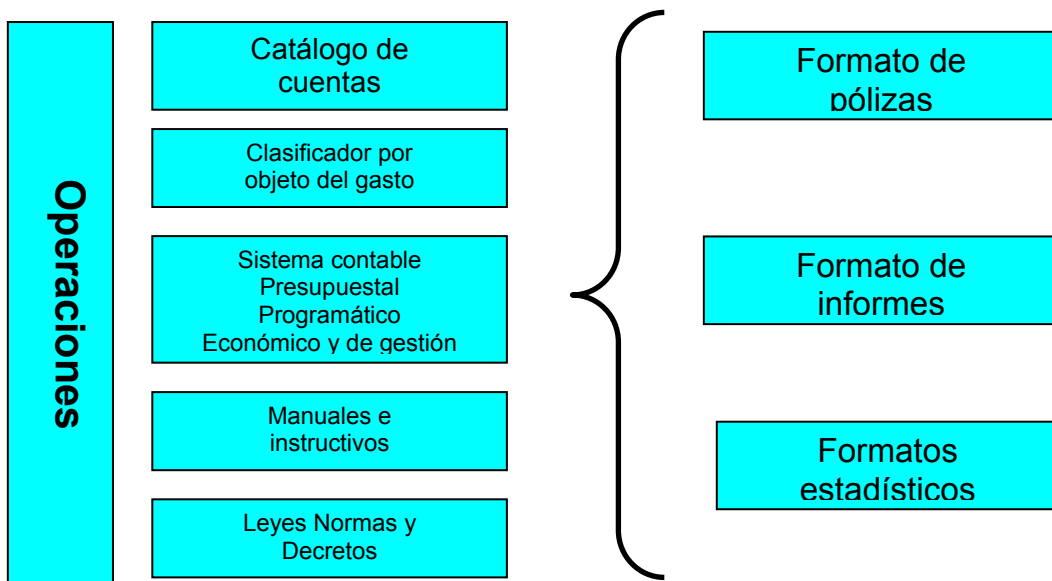 Operaciones
Catálogo de
cuentas
Clasificador por
objeto del gasto
Sistema contable
Presupuestal
Programático
Económico y de gestión
Manuales e
instructivos
Leyes Normas y
Decretos
Formato de
pólizas
Formato de
informes
Formatos
estadísticos